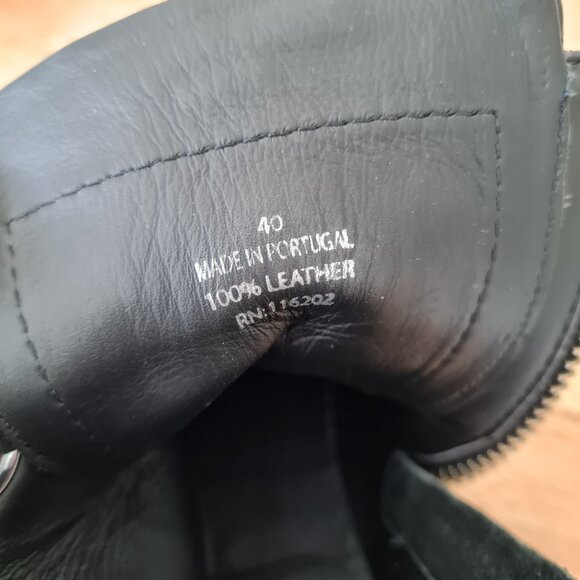 40
MADE IN PORTUGAL
100% LEATHER
RN:116202